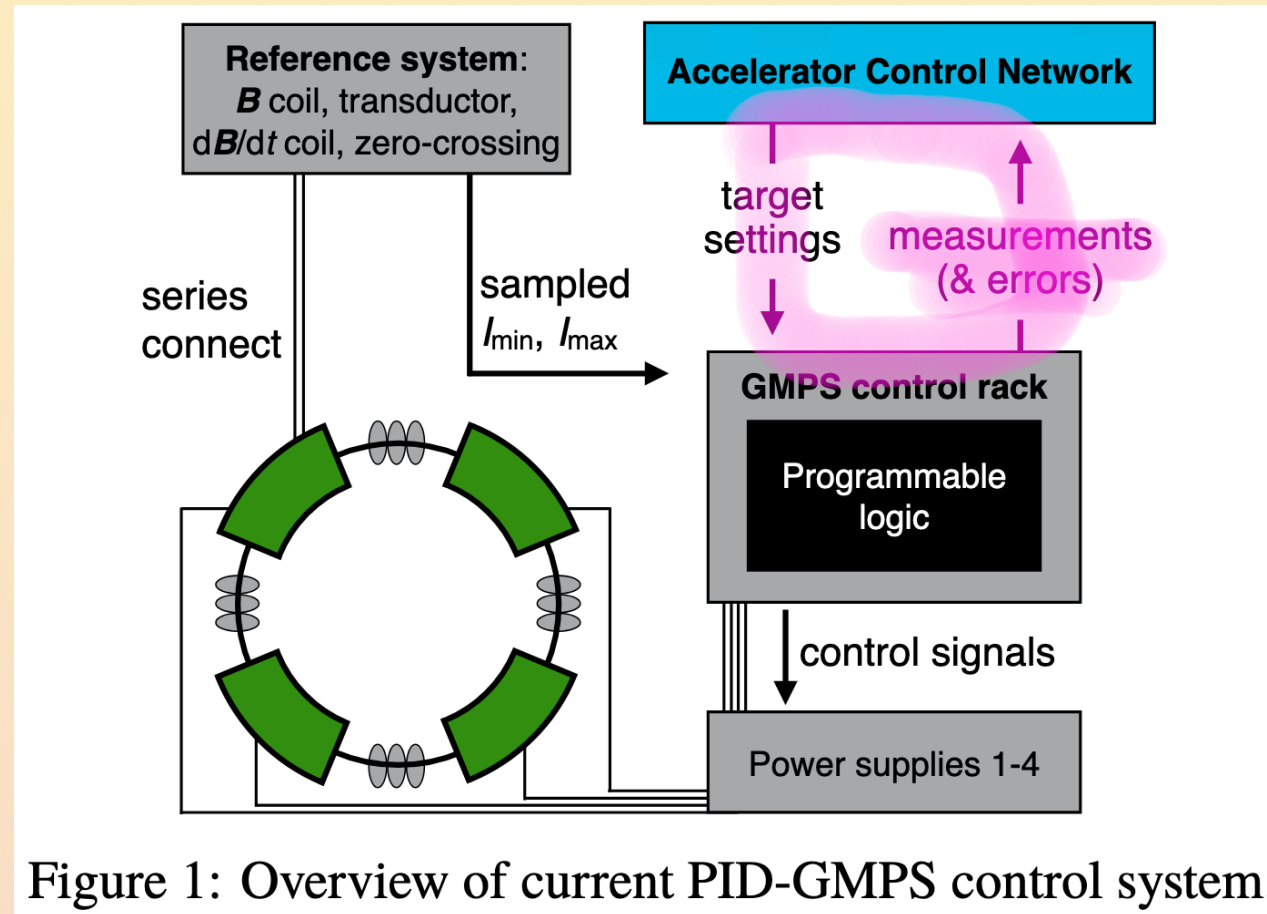 Reference system:
B coil, transductor,
dB/dt coil, zero-crossing
Accelerator Control Network
target
settings
measurements
(& errors)
series
connect
sampled
Imin, Imax
GMPS control rack
Programmable
logic
control signals
Power supplies 1-4
Figure 1: Overview of current PID-GMPS control system